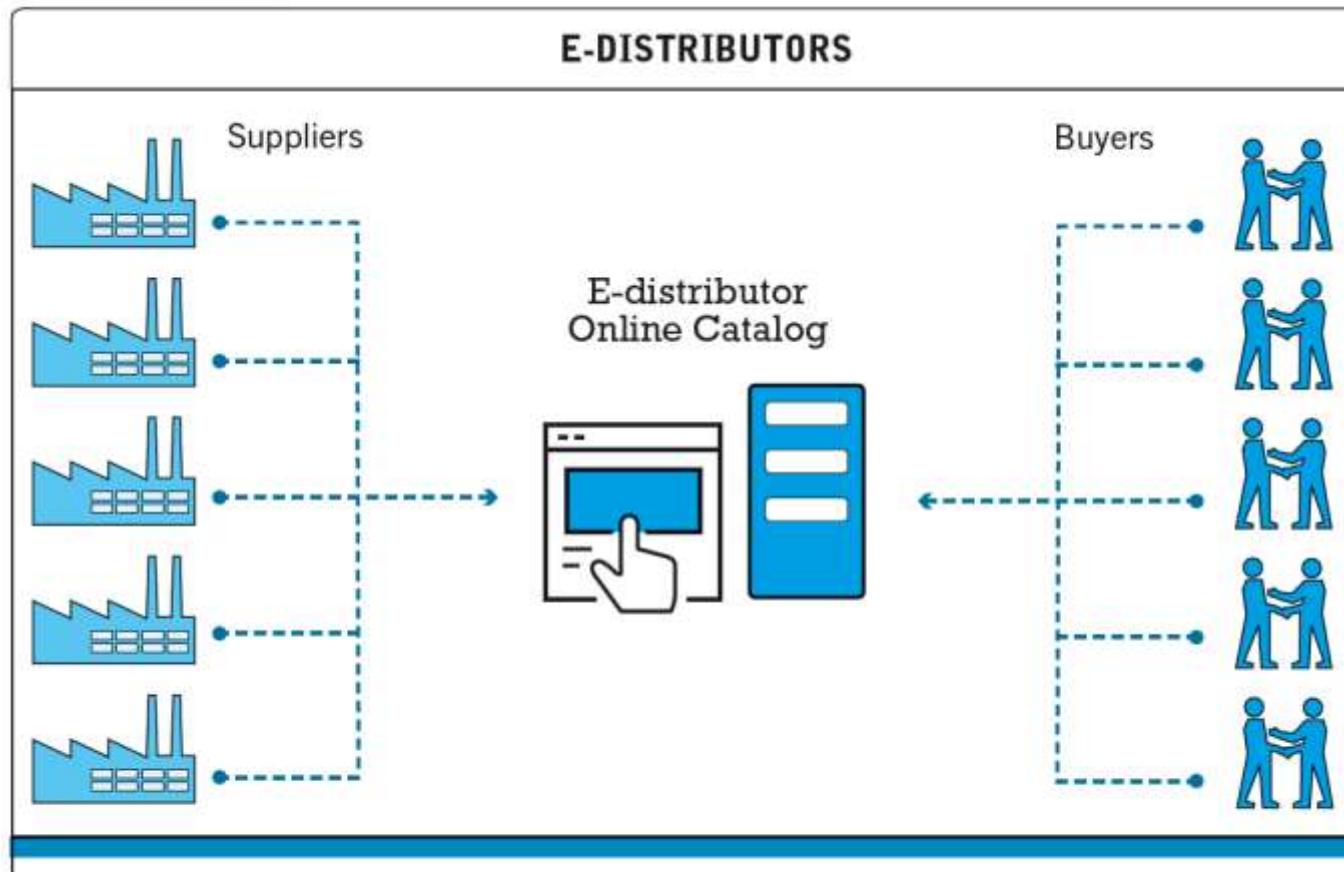 E-DISTRIBUTORS
Suppliers
Buyers
E-distributor
Online Catalog